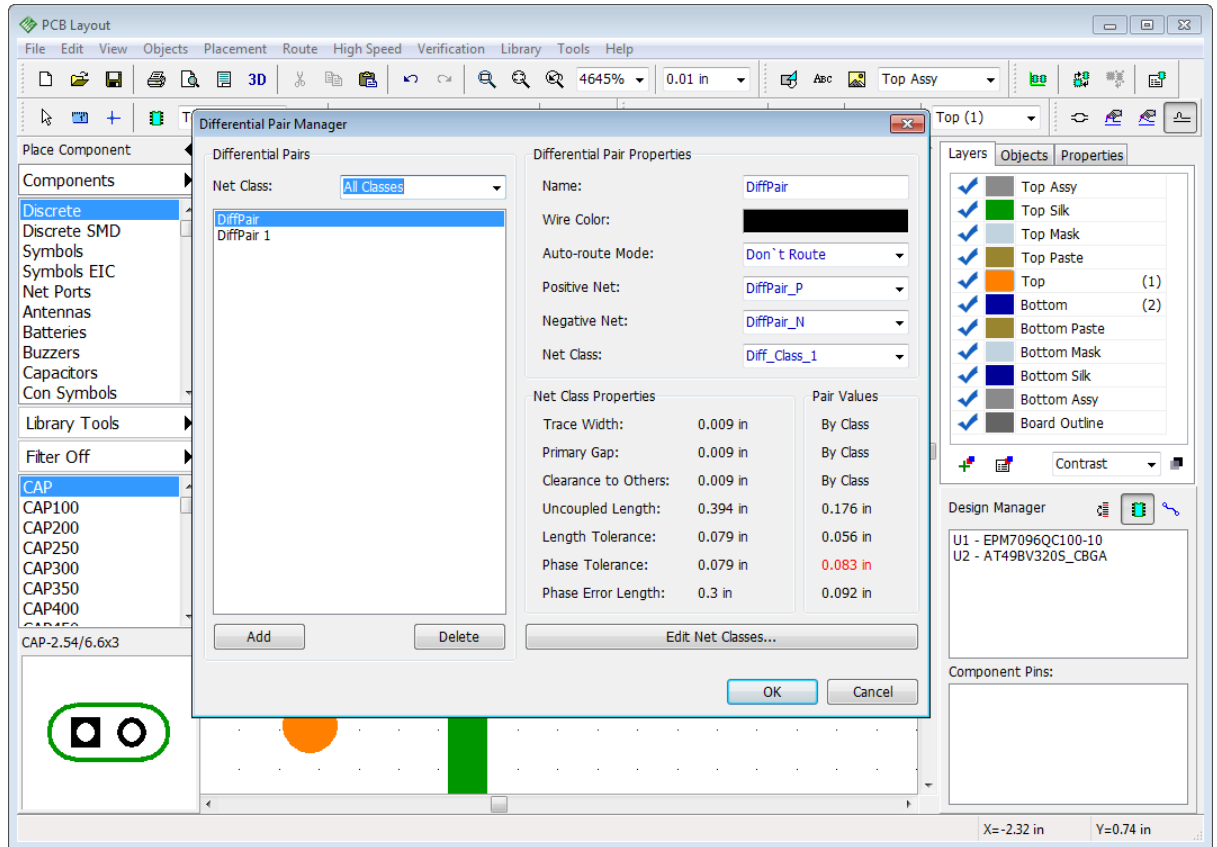 PCB Layout
File Edit View Objects Placement Route High Speed Verification Library Tools Help
3D 4645% 0.01 in ABC Top Assy
Top (1)
Place Component
Components
Discrete
Discrete SMD
Symbols
Symbols EIC
Net Ports
Antennas
Batteries
Buzzers
Capacitors
Con Symbols
Library Tools
Filter Off
CAP
CAP100
CAP200
CAP250
CAP300
CAP350
CAP400
CAP-2.54/6.6x3
Differential Pair Manager
Differential Pairs
Net Class: All Classes
DiffPair
DiffPair 1
Add Delete
Differential Pair Properties
Name: DiffPair
Wire Color:
Auto-route Mode: Don`t Route
Positive Net: DiffPair_P
Negative Net: DiffPair_N
Net Class: Diff_Class_1
Net Class Properties Pair Values
Trace Width: 0.009 in By Class
Primary Gap: 0.009 in By Class
Clearance to Others: 0.009 in By Class
Uncoupled Length: 0.394 in 0.176 in
Length Tolerance: 0.079 in 0.056 in
Phase Tolerance: 0.079 in 0.083 in
Phase Error Length: 0.3 in 0.092 in
Edit Net Classes...
OK Cancel
Layers Objects Properties
Top Assy
Top Silk
Top Mask
Top Paste
Top (1)
Bottom (2)
Bottom Paste
Bottom Mask
Bottom Silk
Bottom Assy
Board Outline
Contrast
Design Manager
U1 - EPM7096QC100-10
U2 - AT49BV320S_CBGA
Component Pins:
X=-2.32 in Y=0.74 in